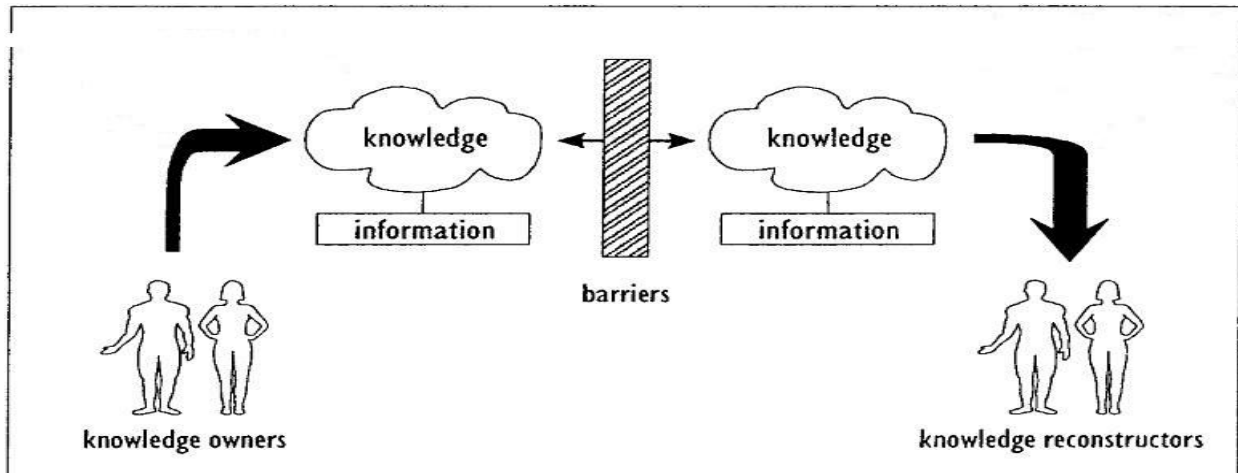 knowledge
knowledge
information
information
barriers
knowledge owners
knowledge reconstructors